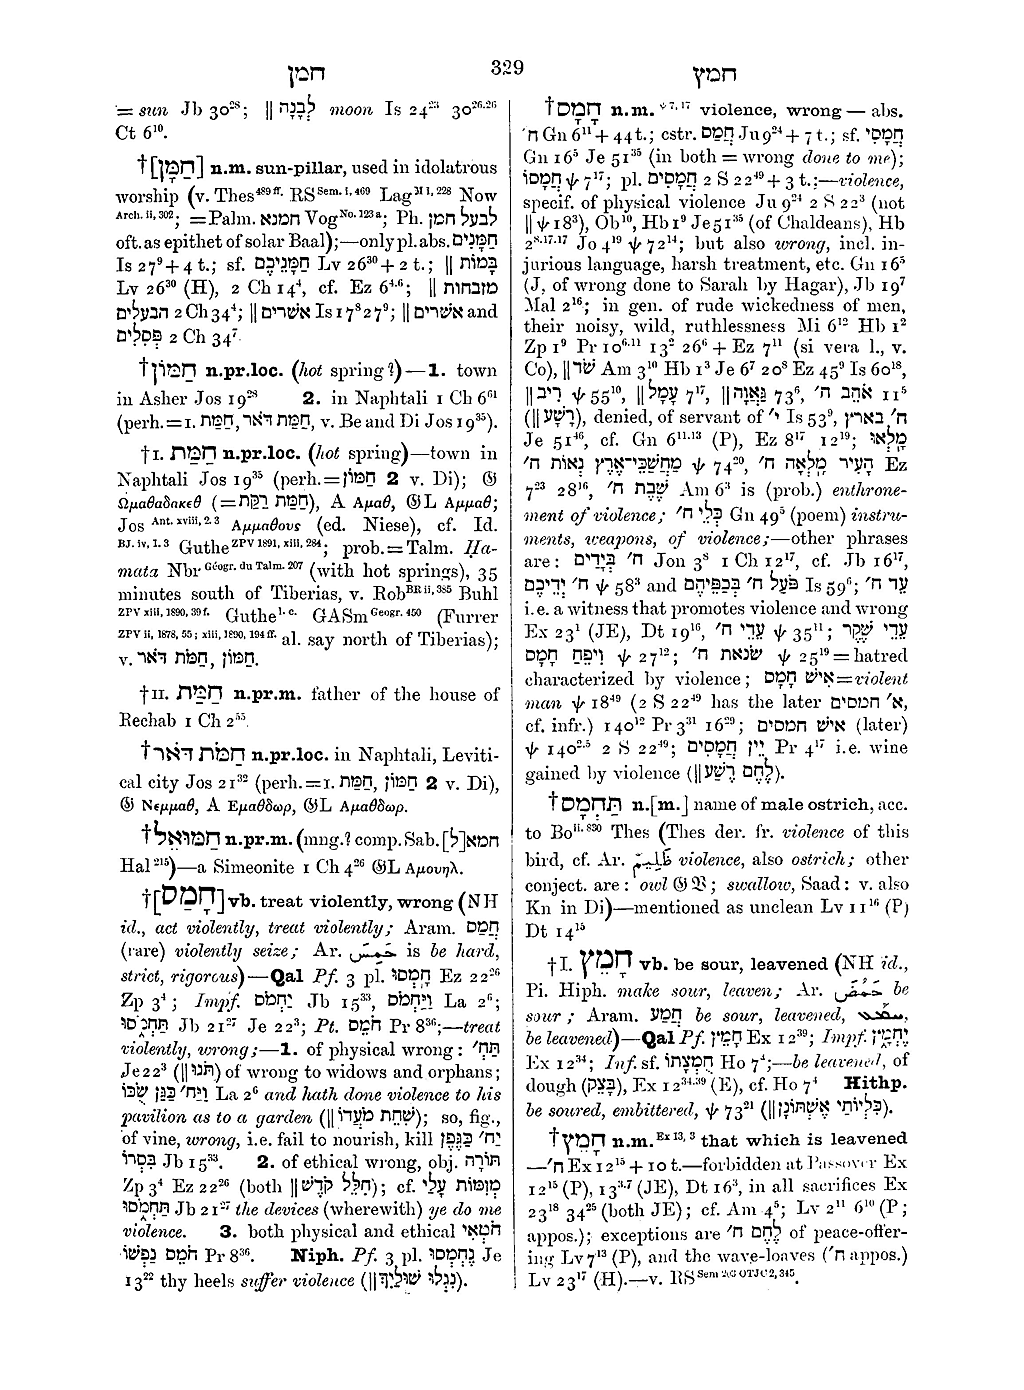 חמן
329
חמץ
= sun Jb 30²⁸; || לְבָנָה moon Is 24²³ 30²⁶·²⁶
Ct 6¹⁰.
†[חַמָּן] n.m. sun-pillar, used in idolatrous
worship (v. Thes⁴⁸⁹ ᶠᶠ· RS Sem. I, 469 Lag M I, 228 Now
Arch. ii, 302; = Palm. חמנא Vog No. 123 a; Ph. לבעל חמן
oft. as epithet of solar Baal);—only pl. abs. חַמָּנִים
Is 27⁹ + 4 t.; sf. חַמָּנֵיכֶם Lv 26³⁰ + 2 t.; || בָּמוֹת
Lv 26³⁰ (H), 2 Ch 14⁴, cf. Ez 6⁴·⁶; || מזבחות
הבעלים 2 Ch 34⁴; || אשרים Is 17⁸ 27⁹; || אשרים and
פְּסִלִים 2 Ch 34⁷.
†חַמּוֹן n.pr.loc. (hot spring?)—1. town
in Asher Jos 19²⁸ 2. in Naphtali 1 Ch 6⁶¹
(perh. = I. חַמַּת, חַמֹּת דֹּאר, v. Be and Di Jos 19³⁵).
†I. חַמַּת n.pr.loc. (hot spring)—town in
Naphtali Jos 19³⁵ (perh. = חַמּוֹן 2 v. Di); 𝔊
Ωμαθαδακεθ (= חַמַּת רַקַּת), A Αμαθ, 𝔊L Αμμαθ;
Jos Ant. xviii, 2. 3 Αμμαθους (ed. Niese), cf. Id.
BJ. iv, 1. 3 Guthe ZPV 1891, xiii, 284; prob. = Talm. Ḥa-
mata Nbr Géogr. du Talm. 207 (with hot springs), 35
minutes south of Tiberias, v. Rob BR ii, 385 Buhl
ZPV xiii, 1890, 39 f. Guthe l. c. GASm Geogr. 450 (Furrer
ZPV ii, 1878, 55; xiii, 1890, 194 ff. al. say north of Tiberias);
v. חַמּוֹן, חַמֹּת דֹּאר.
†II. חַמַּת n.pr.m. father of the house of
Rechab 1 Ch 2⁵⁵.
†חַמֹּת דֹּאר n.pr.loc. in Naphtali, Leviti-
cal city Jos 21³² (perh. = I. חַמַּת, חַמּוֹן 2 v. Di),
𝔊 Νεμμαθ, A Εμαθδωρ, 𝔊L Αμαθδωρ.
†חַמּוּאֵל n.pr.m. (mng.? comp. Sab. חמא[ל]
Hal ²¹⁵)—a Simeonite 1 Ch 4²⁶ 𝔊L Αμουηλ.
†[חָמַס] vb. treat violently, wrong (NH
id., act violently, treat violently; Aram. חֲמַס
(rare) violently seize; Ar. حَمِسَ is be hard,
strict, rigorous)—Qal Pf. 3 pl. חָמְסוּ Ez 22²⁶
Zp 3⁴; Impf. יַחְמֹס Jb 15³³, וַיַּחְמֹס La 2⁶;
תַּחְמֹסוּ Jb 21²⁷ Je 22³; Pt. חֹמֵס Pr 8³⁶;—treat
violently, wrong;—1. of physical wrong: תַּח׳
Je 22³ (|| תֹּנוּ) of wrong to widows and orphans;
וַיַּח׳ כַּגַּן שֻׂכּוֹ La 2⁶ and hath done violence to his
pavilion as to a garden (|| שִׁחֵת מֹעֲדוֹ); so, fig.,
of vine, wrong, i.e. fail to nourish, kill יַח׳ כַּגֶּפֶן
בִּסְרוֹ Jb 15³³. 2. of ethical wrong, obj. תּוֹרָה
Zp 3⁴ Ez 22²⁶ (both || חִלֵּל קֹדֶשׁ); cf. מְזִמּוֹת עָלַי
תַּחְמֹסוּ Jb 21²⁷ the devices (wherewith) ye do me
violence. 3. both physical and ethical חֹטְאִי
חֹמֵס נַפְשׁוֹ Pr 8³⁶. Niph. Pf. 3 pl. נֶחְמְסוּ Je
13²² thy heels suffer violence (|| נִגְלוּ שׁוּלַיִךְ).
†חָמָס n.m. ψ 7, 17 violence, wrong—abs.
ח׳ Gn 6¹¹ + 44 t.; cstr. חֲמַס Ju 9²⁴ + 7 t.; sf. חֲמָסִי
Gn 16⁵ Je 51³⁵ (in both = wrong done to me);
חֲמָסוֹ ψ 7¹⁷; pl. חֲמָסִים 2 S 22⁴⁹ + 3 t.;—violence,
specif. of physical violence Ju 9²⁴ 2 S 22³ (not
|| ψ 18³), Ob¹⁰, Hb 1⁹ Je 51³⁵ (of Chaldeans), Hb
2⁸·¹⁷·¹⁷ Jo 4¹⁹ ψ 72¹⁴; but also wrong, incl. in-
jurious language, harsh treatment, etc. Gn 16⁵
(J, of wrong done to Sarah by Hagar), Jb 19⁷
Mal 2¹⁶; in gen. of rude wickedness of men,
their noisy, wild, ruthlessness Mi 6¹² Hb 1²
Zp 1⁹ Pr 10⁶·¹¹ 13² 26⁶ + Ez 7¹¹ (si vera l., v.
Co), || שֹׁד Am 3¹⁰ Hb 1³ Je 6⁷ 20⁸ Ez 45⁹ Is 60¹⁸,
|| רִיב ψ 55¹⁰, || עָמָל 7¹⁷, || גַּאֲוָה 73⁶, אֹהֵב ח׳ 11⁵
(|| רָשָׁע), denied, of servant of י׳ Is 53⁹, ח׳ בארץ
Je 51⁴⁶, cf. Gn 6¹¹·¹³ (P), Ez 8¹⁷ 12¹⁹; מָלְאוּ
מַחֲשַׁכֵּי־אֶרֶץ נְאוֹת ח׳ ψ 74²⁰, הָעִיר מָלְאָה ח׳ Ez
7²³ 28¹⁶, שֶׁבֶת ח׳ Am 6³ is (prob.) enthrone-
ment of violence; כְּלֵי ח׳ Gn 49⁵ (poem) instru-
ments, weapons, of violence;—other phrases
are: ח׳ בְּיָדַיִם Jon 3⁸ 1 Ch 12¹⁷, cf. Jb 16¹⁷,
ח׳ יְדֵיכֶם ψ 58³ and פֹּעַל ח׳ בְּכַפֵּיהֶם Is 59⁶; עֵד ח׳
i.e. a witness that promotes violence and wrong
Ex 23¹ (JE), Dt 19¹⁶, עֵדֵי ח׳ ψ 35¹¹; עֵדֵי שֶׁקֶר
וִיפֵחַ חָמָס ψ 27¹²; שִׂנאת ח׳ ψ 25¹⁹ = hatred
characterized by violence; אִישׁ חָמָס = violent
man ψ 18⁴⁹ (2 S 22⁴⁹ has the later א׳ חמסים,
cf. infr.) 140¹² Pr 3³¹ 16²⁹; איש חמסים (later)
ψ 140²·⁵ 2 S 22⁴⁹; יֵין חֲמָסִים Pr 4¹⁷ i.e. wine
gained by violence (|| לֶחֶם רֶשַׁע).
†תַּחְמָס n.[m.] name of male ostrich, acc.
to Bo ii. 830 Thes (Thes der. fr. violence of this
bird, cf. Ar. ظَلِيمٌ violence, also ostrich; other
conject. are: owl 𝔊 𝔙; swallow, Saad: v. also
Kn in Di)—mentioned as unclean Lv 11¹⁶ (P)
Dt 14¹⁵
†I. חָמֵץ vb. be sour, leavened (NH id.,
Pi. Hiph. make sour, leaven; Ar. حَمُضَ be
sour; Aram. חֲמַע be sour, leavened,
be leavened)—Qal Pf. חָמֵץ Ex 12³⁹; Impf. יֶחְמָץ
Ex 12³⁴; Inf. sf. חֻמְצָתוֹ Ho 7⁴;—be leavened, of
dough (בָּצֵק), Ex 12³⁴·³⁹ (E), cf. Ho 7⁴ Hithp.
be soured, embittered, ψ 73²¹ (|| כִּלְיוֹתַי אֶשְׁתּוֹנָן).
†חָמֵץ n.m. Ex 13, 3 that which is leavened
—ח׳ Ex 12¹⁵ + 10 t.—forbidden at Passover Ex
12¹⁵ (P), 13³·⁷ (JE), Dt 16³, in all sacrifices Ex
23¹⁸ 34²⁵ (both JE); cf. Am 4⁵; Lv 2¹¹ 6¹⁰ (P;
appos.); exceptions are לֶחֶם ח׳ of peace-offer-
ing Lv 7¹³ (P), and the wave-loaves (ח׳ appos.)
Lv 23¹⁷ (H).—v. RS Sem OTJC 2, 345.